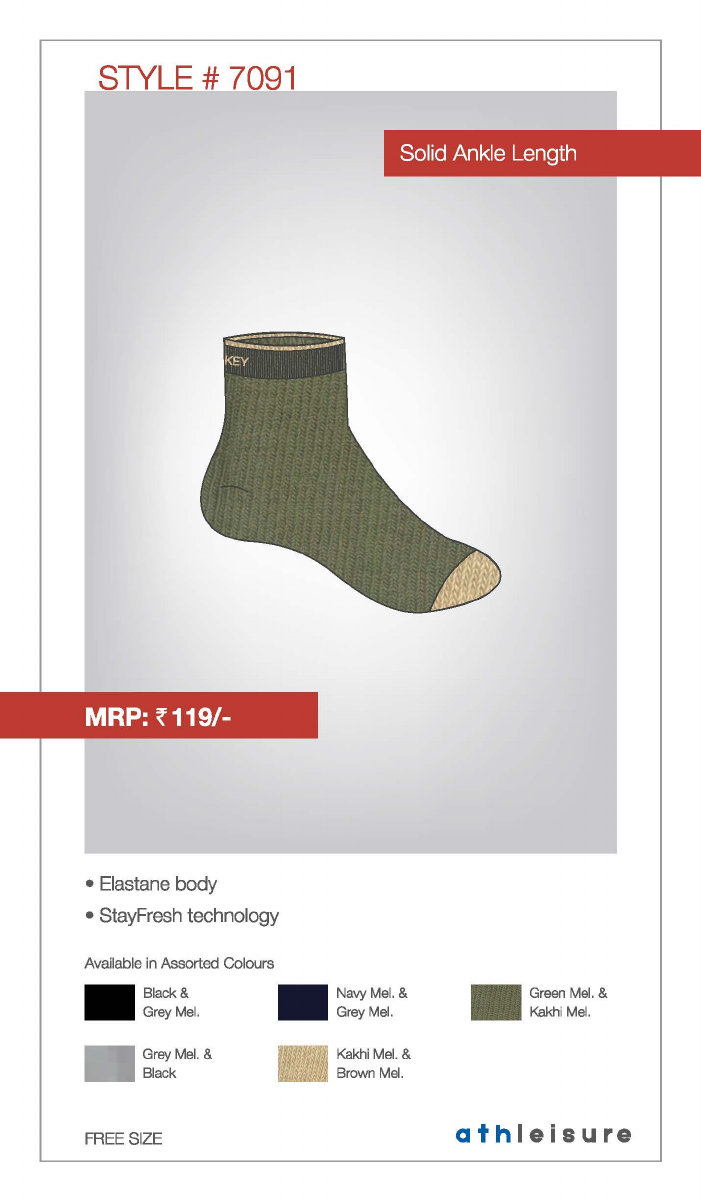 STYLE # 7091
Solid Ankle Length
KEY
MRP: ₹ 119/-
• Elastane body
• StayFresh technology
Available in Assorted Colours
Black &
Grey Mel.
Navy Mel. &
Grey Mel.
Green Mel. &
Kakhi Mel.
Grey Mel. &
Black
Kakhi Mel. &
Brown Mel.
FREE SIZE
athleisure